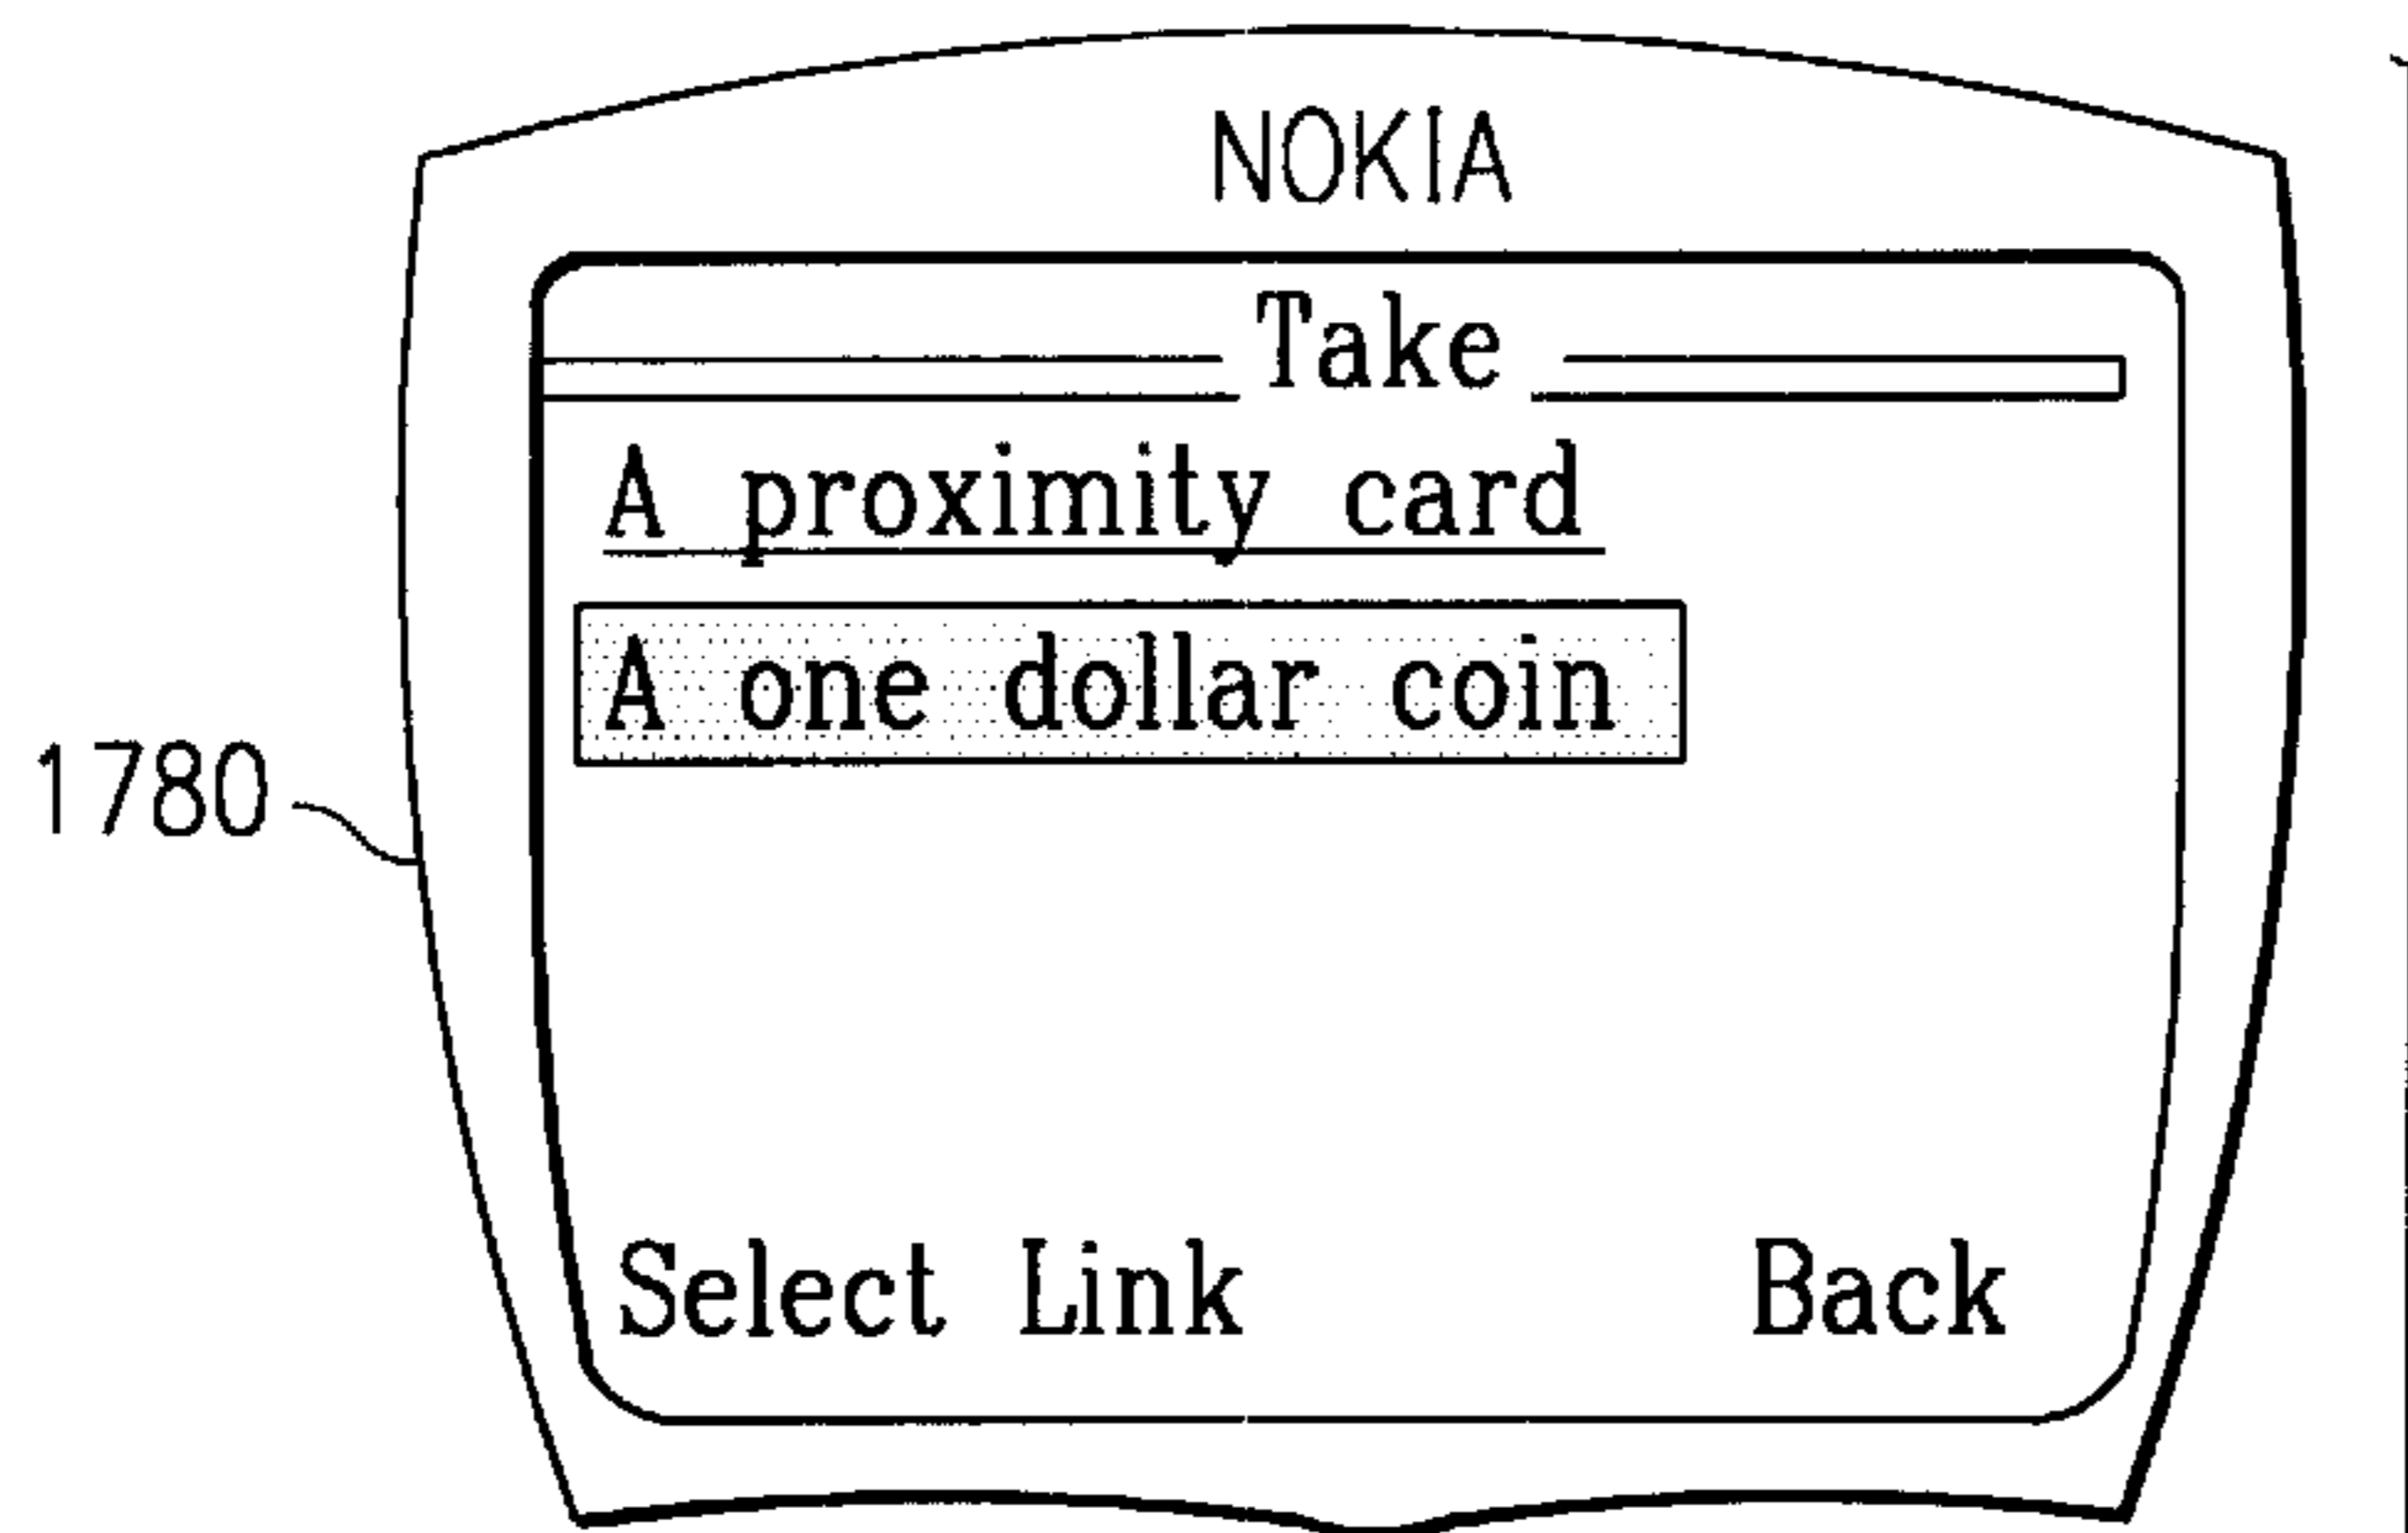 NOKIA
Take
A proximity card
A one dollar coin
1780
Select Link Back